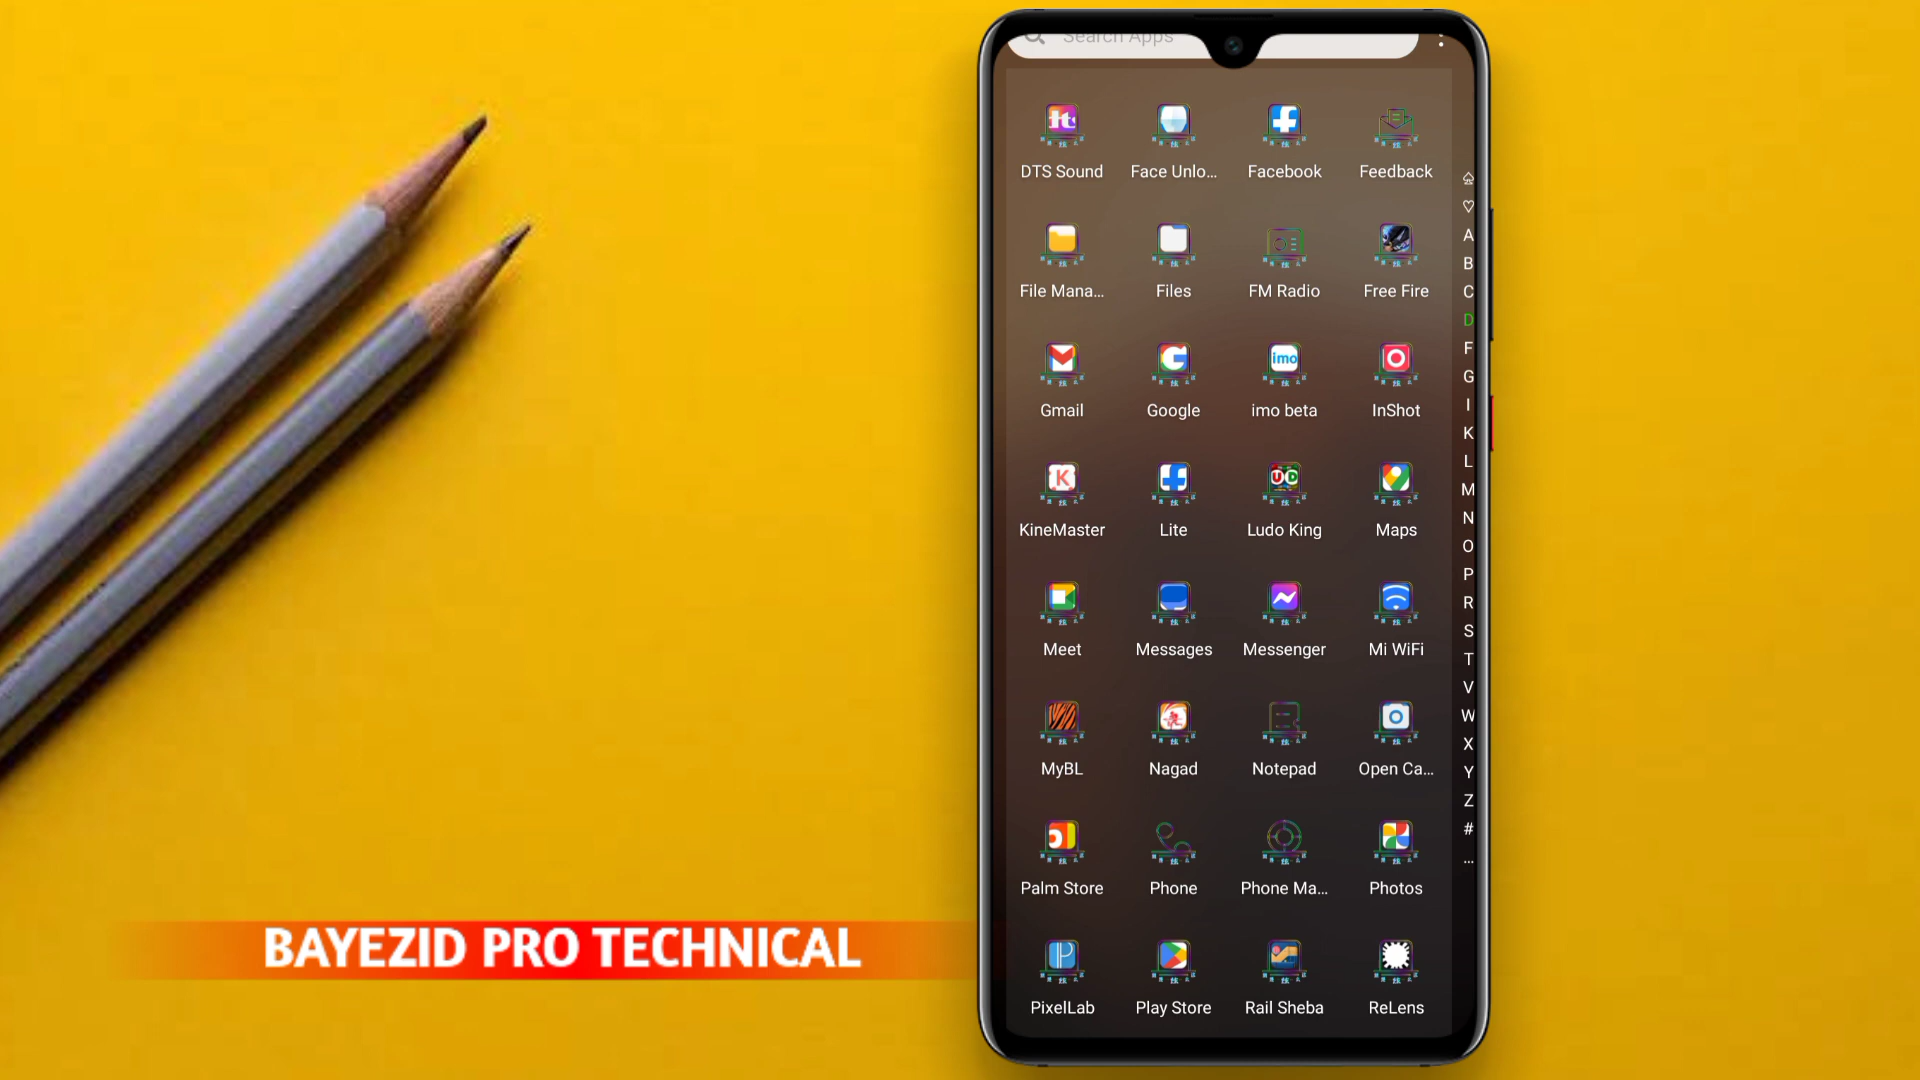 Search Apps
DTS Sound Face Unlo... Facebook Feedback
File Mana... Files FM Radio Free Fire
imo
Gmail Google imo beta InShot
KineMaster Lite Ludo King Maps
Meet Messages Messenger Mi WiFi
MyBL Nagad Notepad Open Ca...
Palm Store Phone Phone Ma... Photos
PixelLab Play Store Rail Sheba ReLens
A
B
C
D
F
G
I
K
L
M
N
O
P
R
S
T
V
W
X
Y
Z
#
...
BAYEZID PRO TECHNICAL